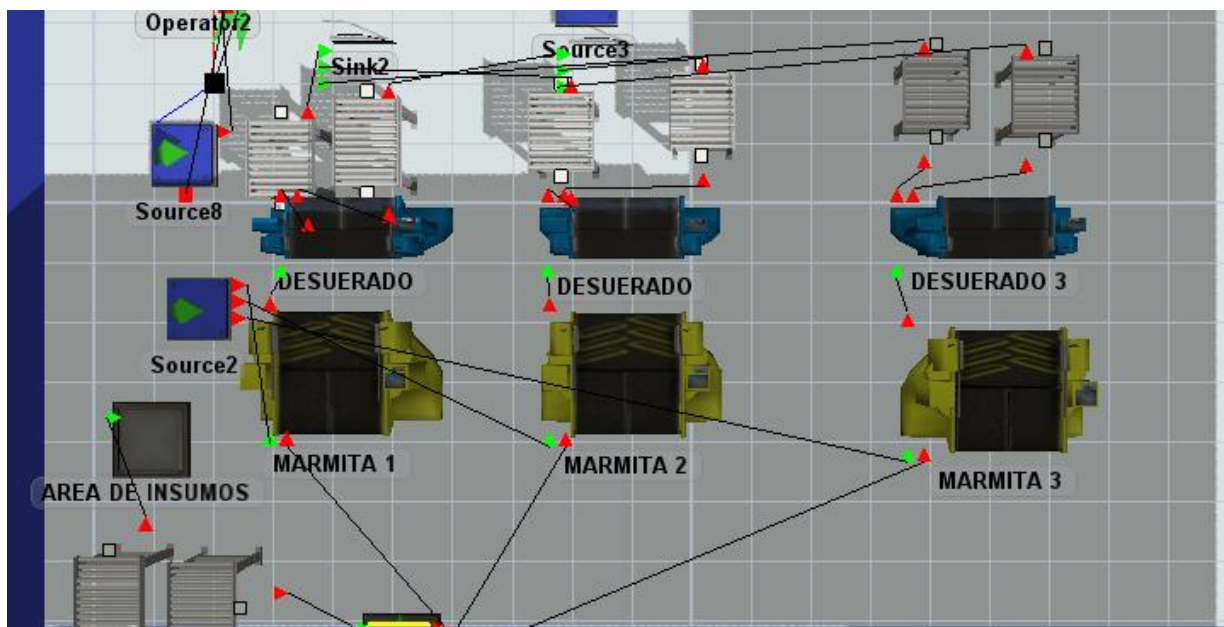 Operator2
Source3
Sink2
Source8
DESUERADO
DESUERADO
DESUERADO 3
Source2
MARMITA 1
MARMITA 2
MARMITA 3
AREA DE INSUMOS